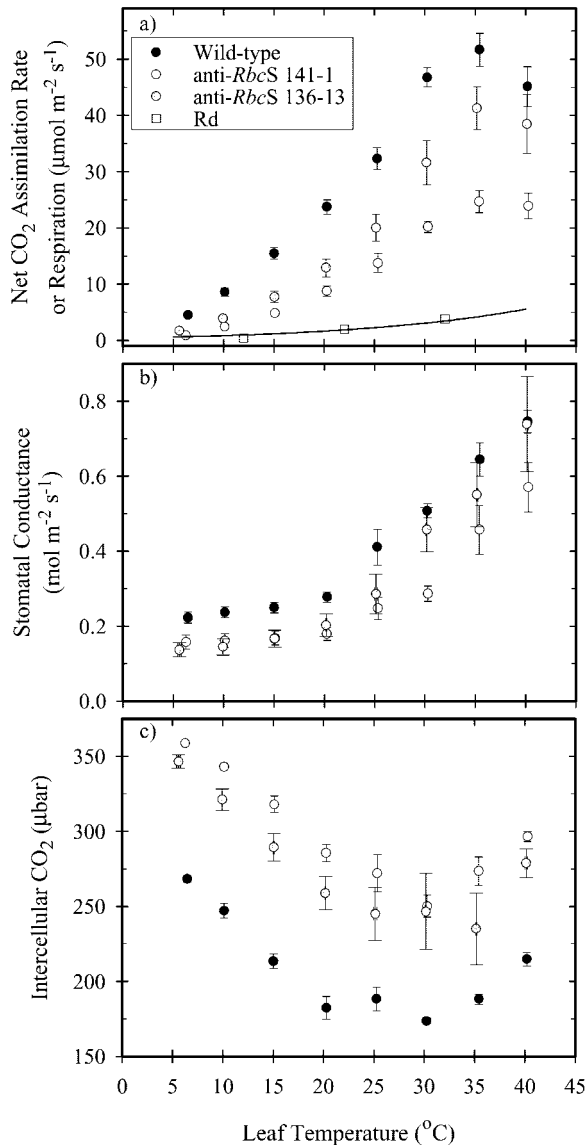 a)
Wild-type
anti-RbcS 141-1
anti-RbcS 136-13
Rd
Net CO2 Assimilation Rate
or Respiration (μmol m-2 s-1)
50
40
30
20
10
0
b)
Stomatal Conductance
(mol m-2 s-1)
0.8
0.6
0.4
0.2
0.0
c)
Intercellular CO2 (μbar)
350
300
250
200
150
0 5 10 15 20 25 30 35 40 45
Leaf Temperature (oC)